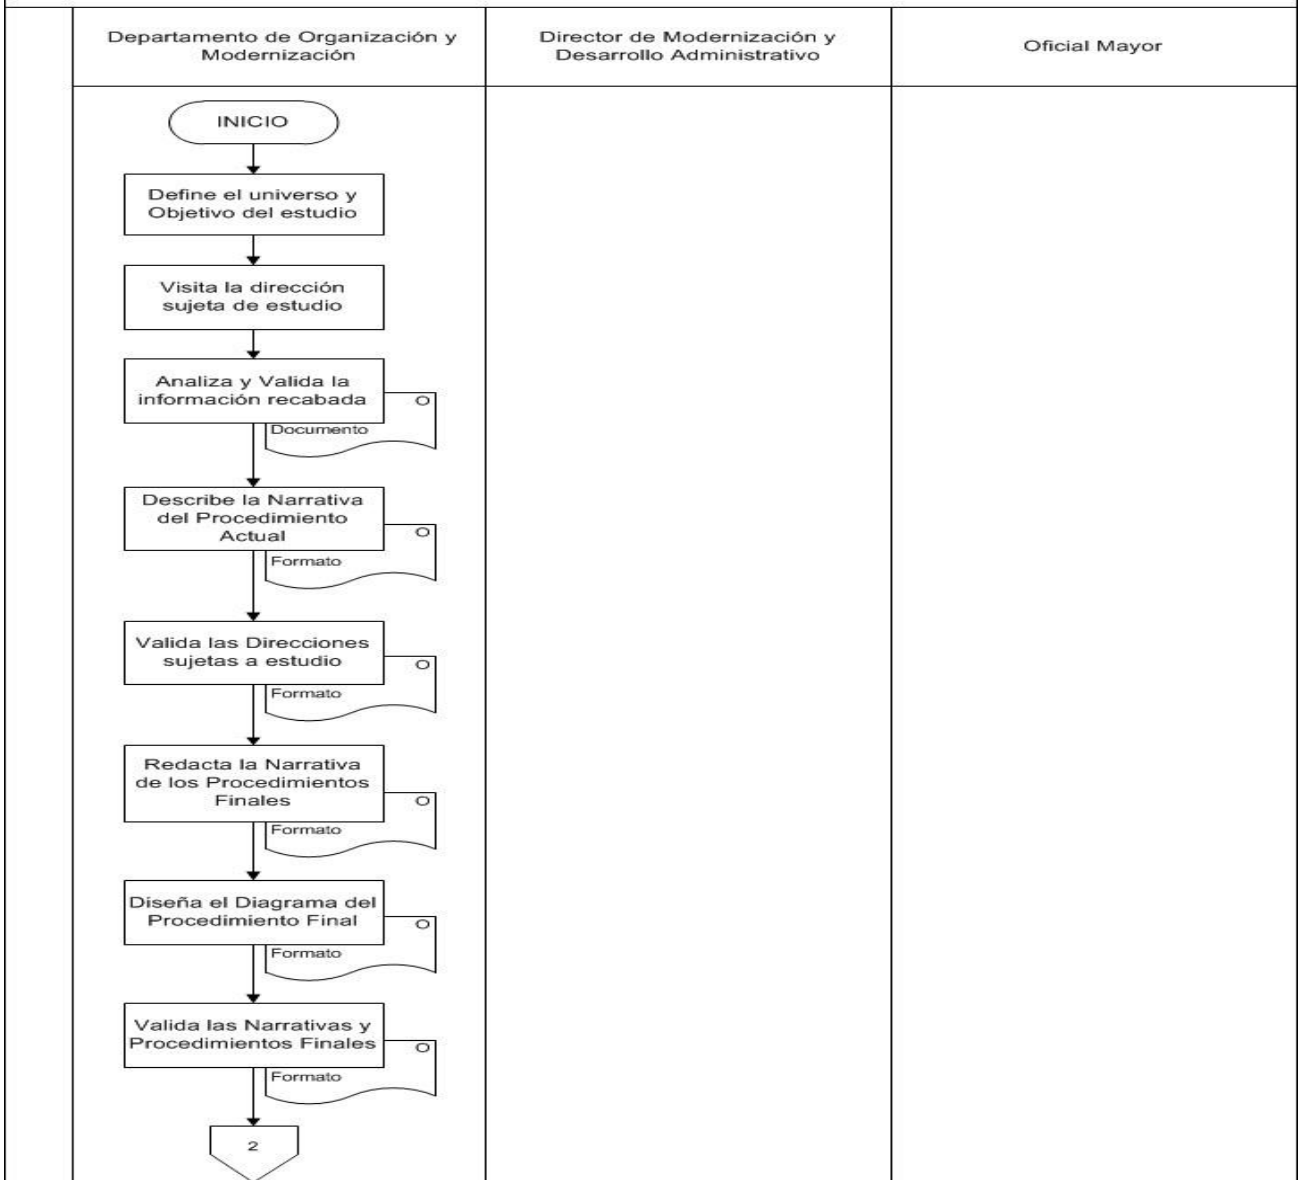 Departamento de Organización y
Modernización
Director de Modernización y
Desarrollo Administrativo
Oficial Mayor
INICIO
Define el universo y
Objetivo del estudio
Visita la dirección
sujeta de estudio
Analiza y Valida la
información recabada
O
Documento
Describe la Narrativa
del Procedimiento
Actual
O
Formato
Valida las Direcciones
sujetas a estudio
O
Formato
Redacta la Narrativa
de los Procedimientos
Finales
O
Formato
Diseña el Diagrama del
Procedimiento Final
O
Formato
Valida las Narrativas y
Procedimientos Finales
O
Formato
2